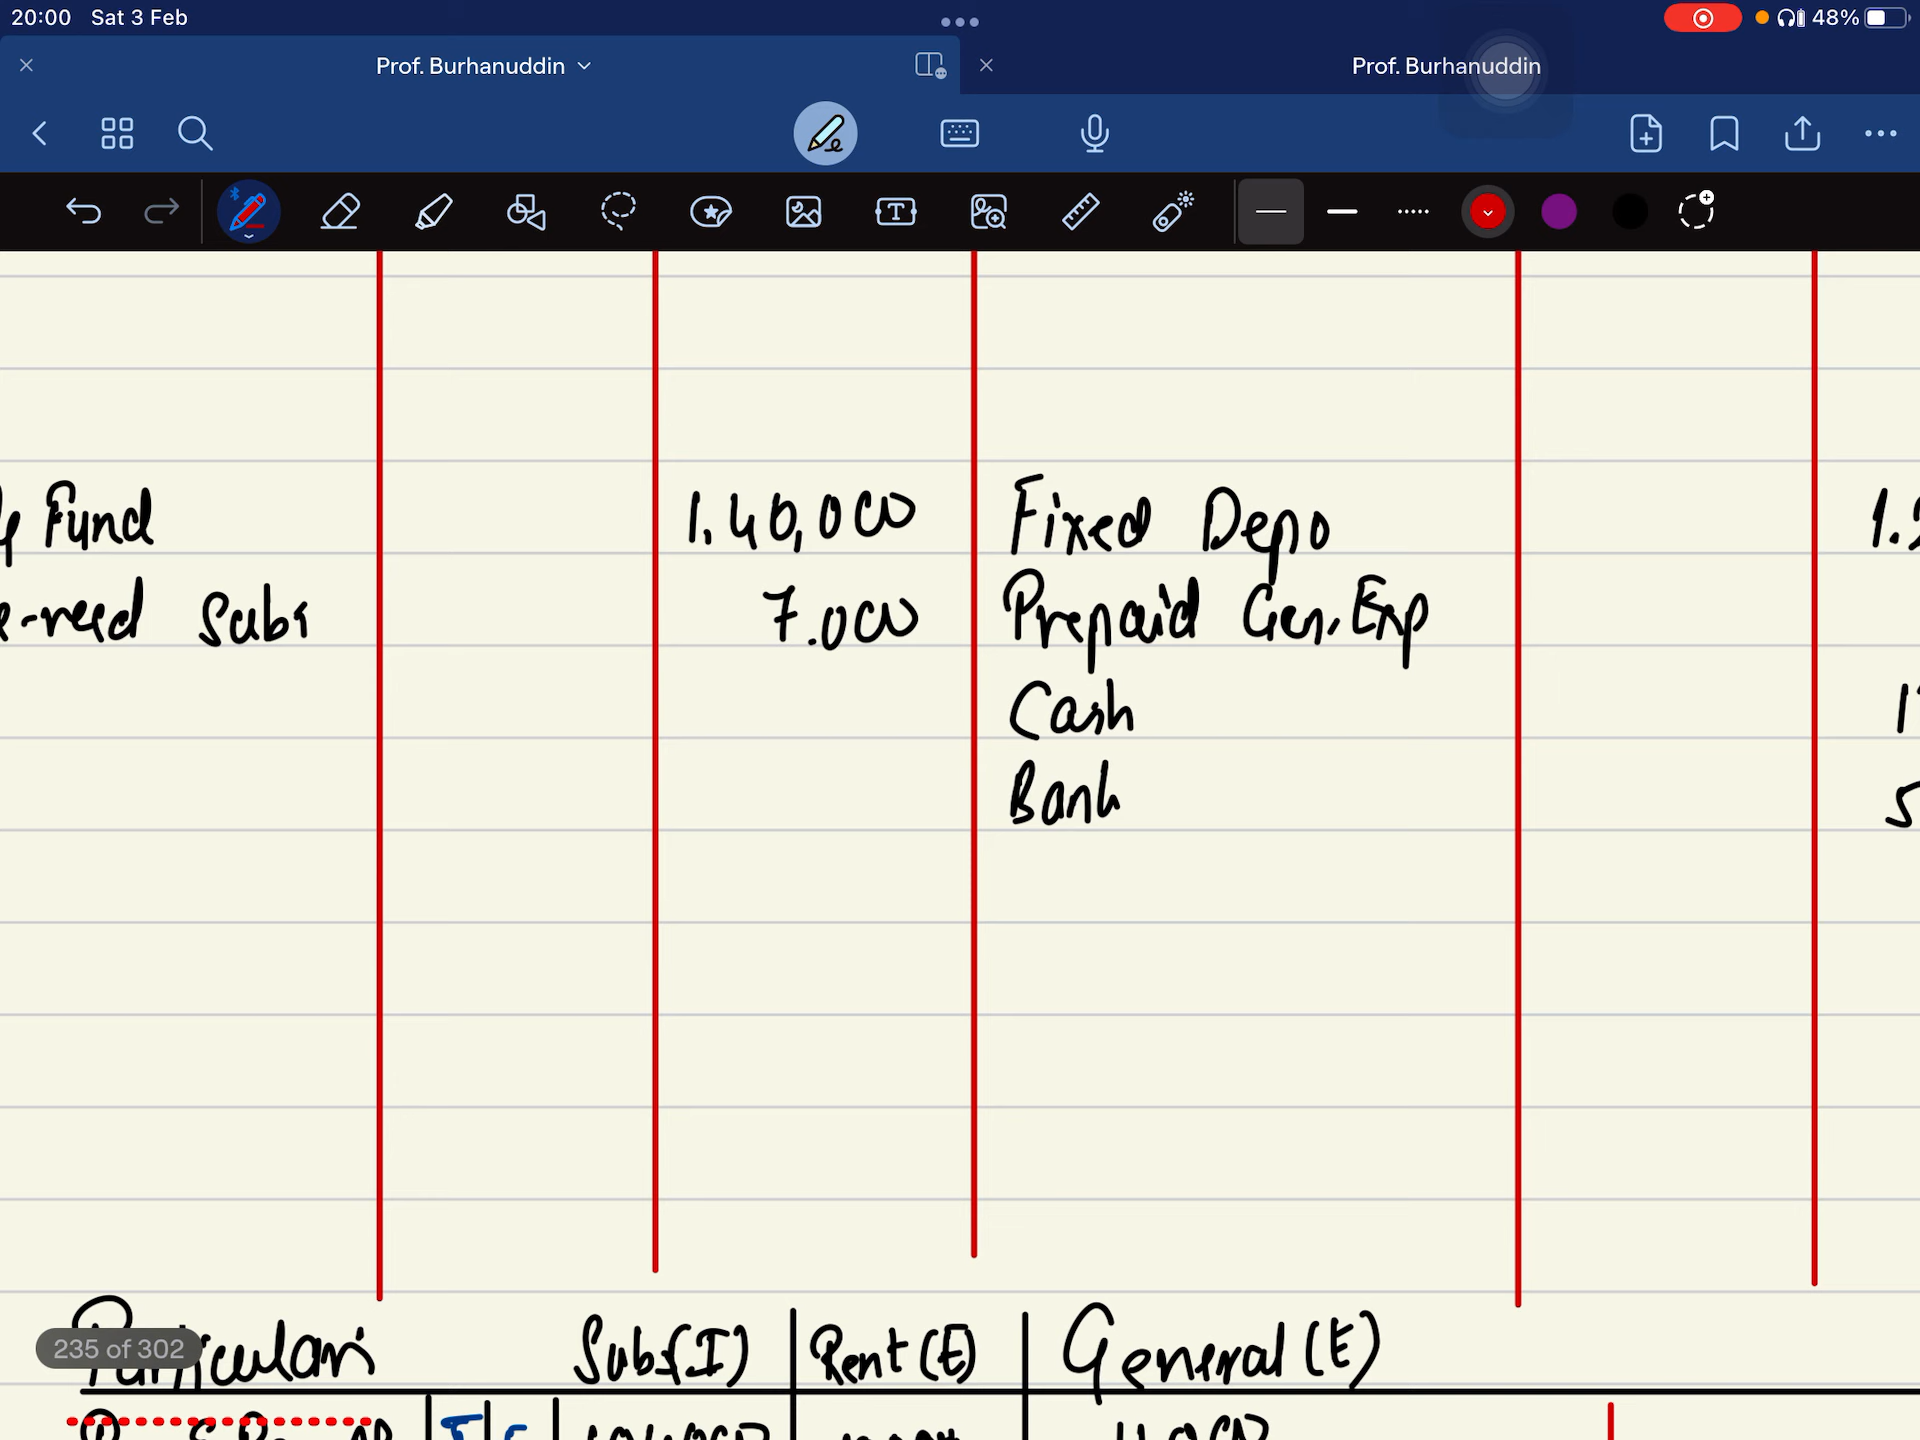 20:00 Sat 3 Feb 48%
Prof. Burhanuddin Prof. Burhanuddin
Fund 1,40,000 Fixed Depo
Subs 7.000 Prepaid Gen. Exp
Cash
Bank 5
235 of 302
Particulars Subs(I) Rent(E) General(E)